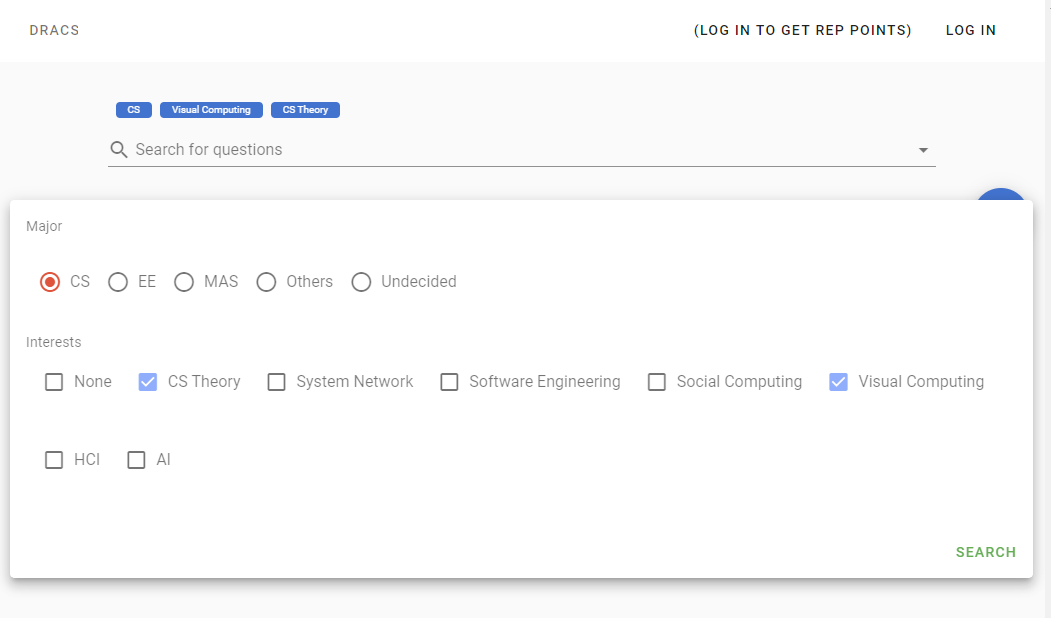 DRACS (LOG IN TO GET REP POINTS) LOG IN
CS Visual Computing CS Theory
Search for questions
Major
CS EE MAS Others Undecided
Interests
None CS Theory System Network Software Engineering Social Computing Visual Computing
HCI AI
SEARCH